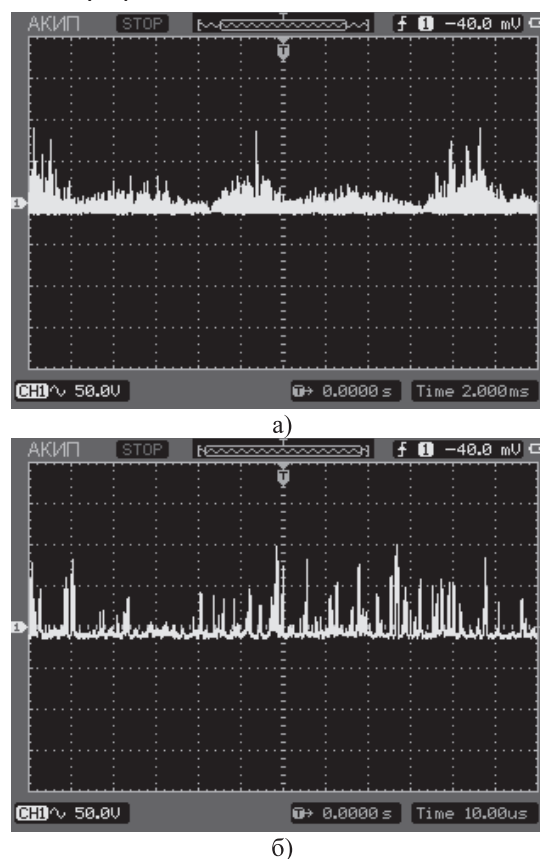 АКИП STOP T f 1 -40.0 mV
T
1
CH1 50.0V T→ 0.0000 s Time 2.000ms
а)
АКИП STOP T f 1 -40.0 mV
T
1
CH1 50.0V T→ 0.0000 s Time 10.00us
б)